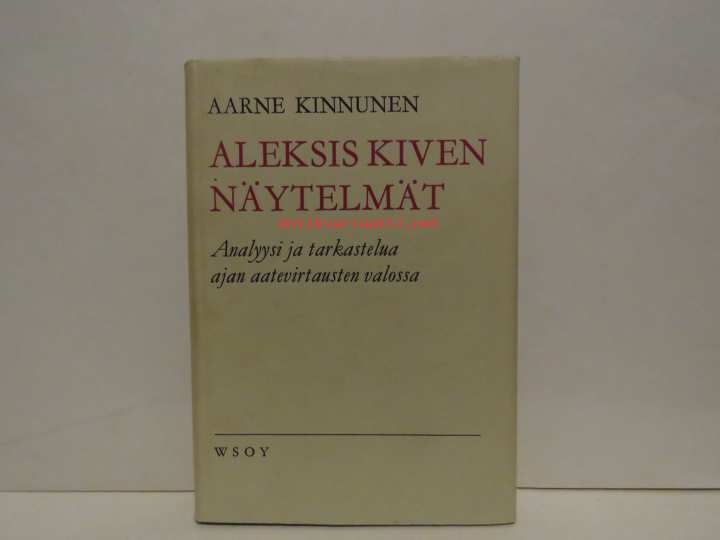 AARNE KINNUNEN
ALEKSIS KIVEN
NÄYTELMÄT
Analyysi ja tarkastelua
ajan aatevirtausten valossa
WSOY